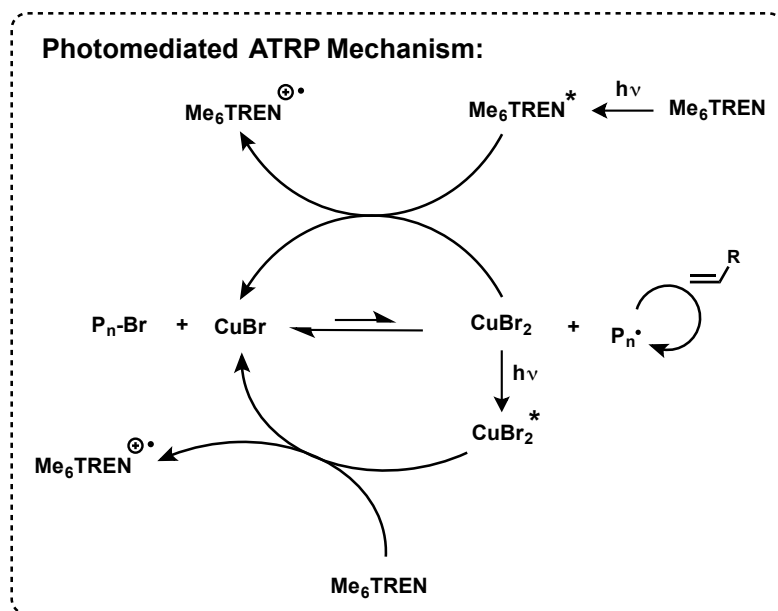 Photomediated ATRP Mechanism:
Me₆TREN⊕•
Me₆TREN*
hν
Me₆TREN
R
Pₙ-Br + CuBr
CuBr₂ + Pₙ•
hν
CuBr₂*
Me₆TREN⊕•
Me₆TREN